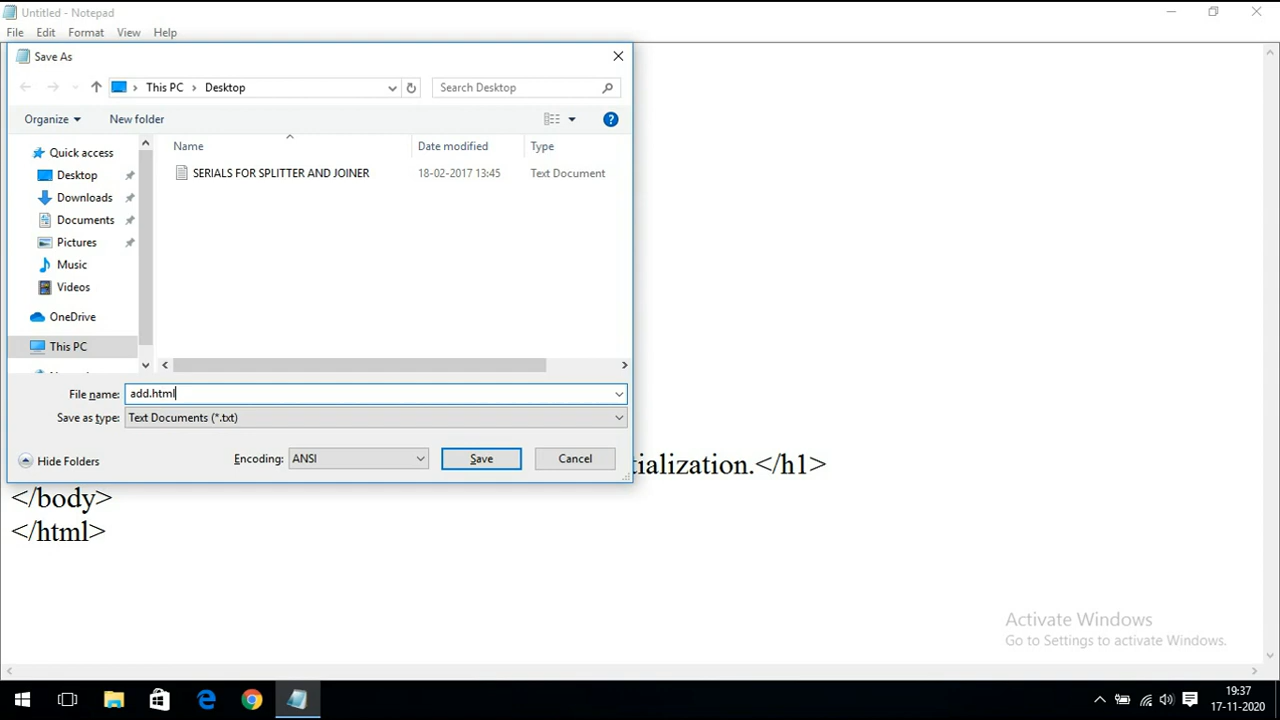 Untitled - Notepad
File Edit Format View Help
Save As
This PC Desktop
Search Desktop
Organize New folder
Name Date modified Type
Quick access
SERIALS FOR SPLITTER AND JOINER 18-02-2017 13:45 Text Document
Desktop
Downloads
Documents
Pictures
Music
Videos
OneDrive
This PC
File name: add.html
Save as type: Text Documents (*.txt)
Hide Folders Encoding: ANSI Save Cancel
tialization.</h1>
</body>
</html>
Activate Windows
Go to Settings to activate Windows.
19:37
17-11-2020